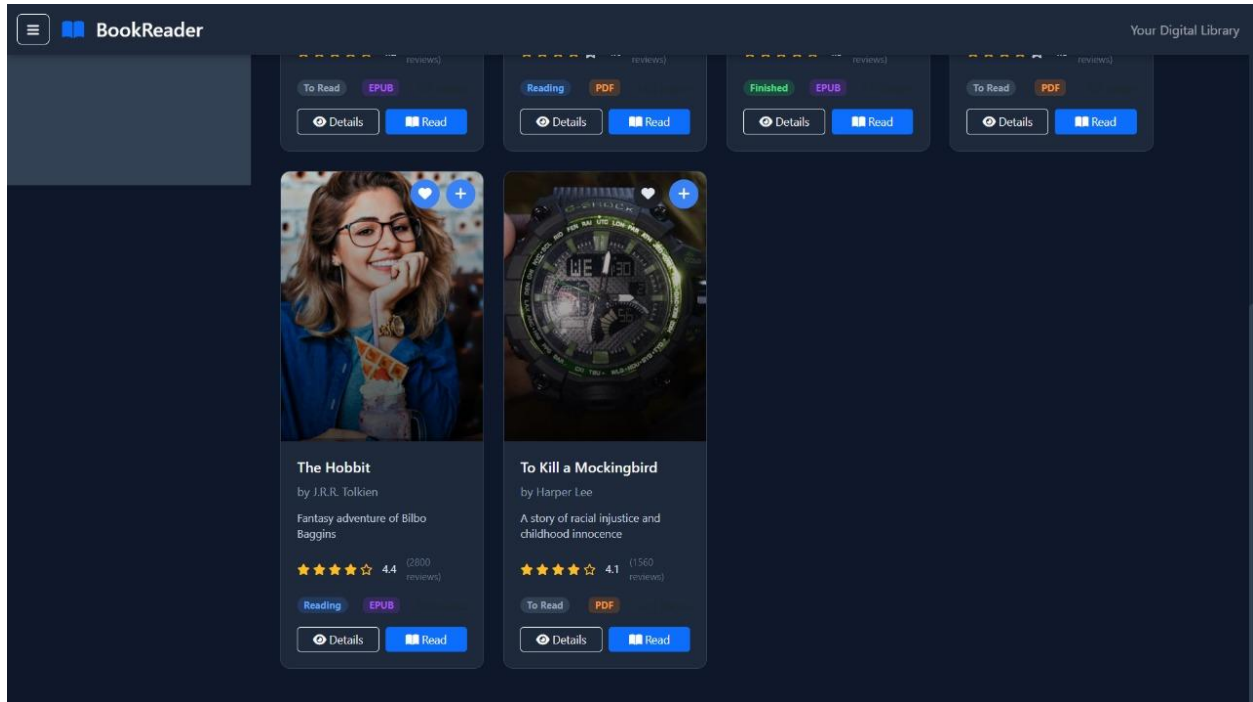 BookReader
Your Digital Library
reviews)
reviews)
reviews)
To Read EPUB
Reading PDF
Finished EPUB
To Read PDF
Details Read
Details Read
Details Read
Details Read
G-SHOCK
WE 30
The Hobbit
by J.R.R. Tolkien
Fantasy adventure of Bilbo
Baggins
4.4 (2800
reviews)
Reading EPUB
Details Read
To Kill a Mockingbird
by Harper Lee
A story of racial injustice and
childhood innocence
4.1 (1560
reviews)
To Read PDF
Details Read